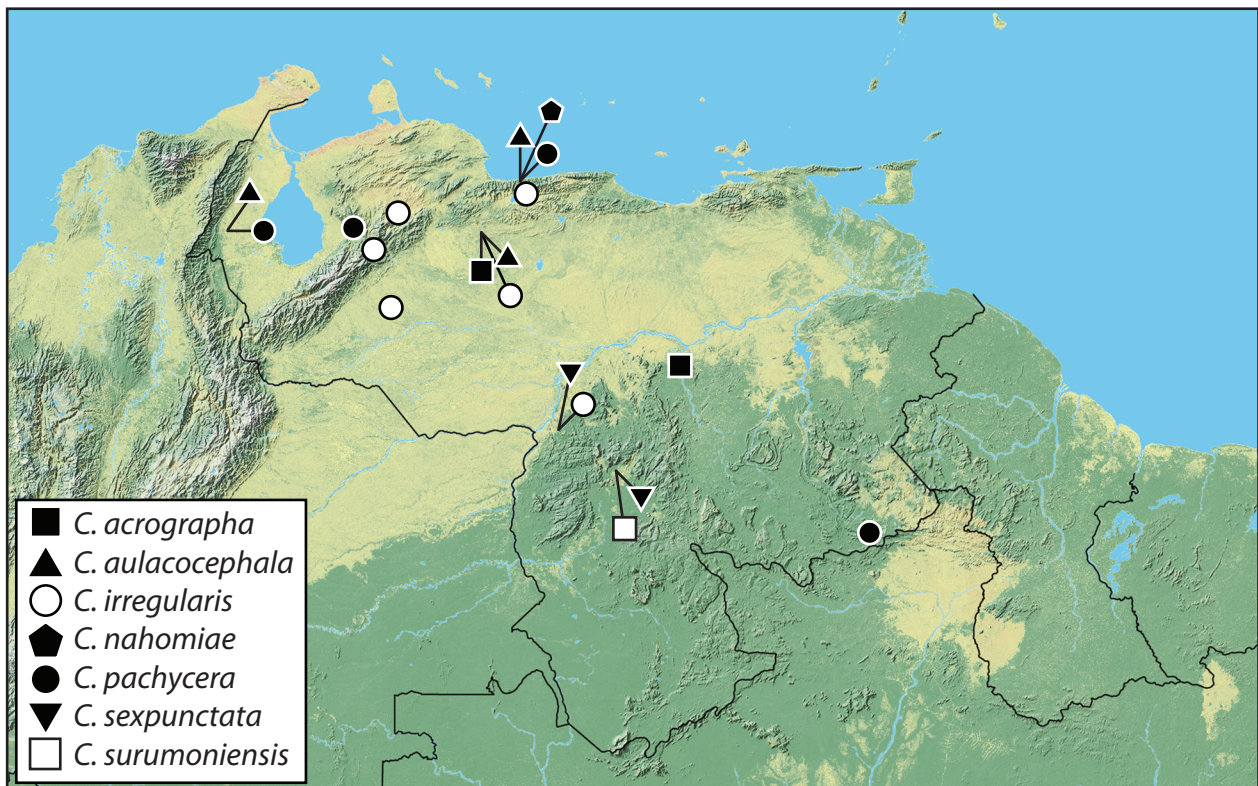 C. acrographa
C. aulacocephala
C. irregularis
C. nahomiae
C. pachycera
C. sexpunctata
C. surumoniensis